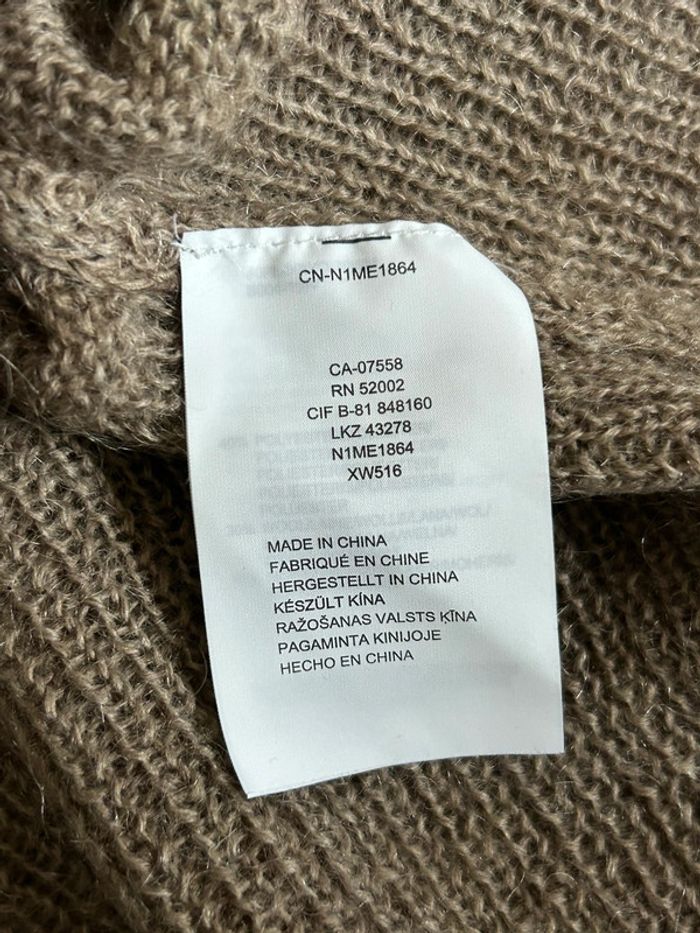 CN-N1ME1864
CA-07558
RN 52002
CIF B-81 848160
LKZ 43278
N1ME1864
XW516
MADE IN CHINA
FABRIQUÉ EN CHINE
HERGESTELLT IN CHINA
KÉSZÜLT KÍNA
RAŽOŠANAS VALSTS ĶĪNA
PAGAMINTA KINIJOJE
HECHO EN CHINA